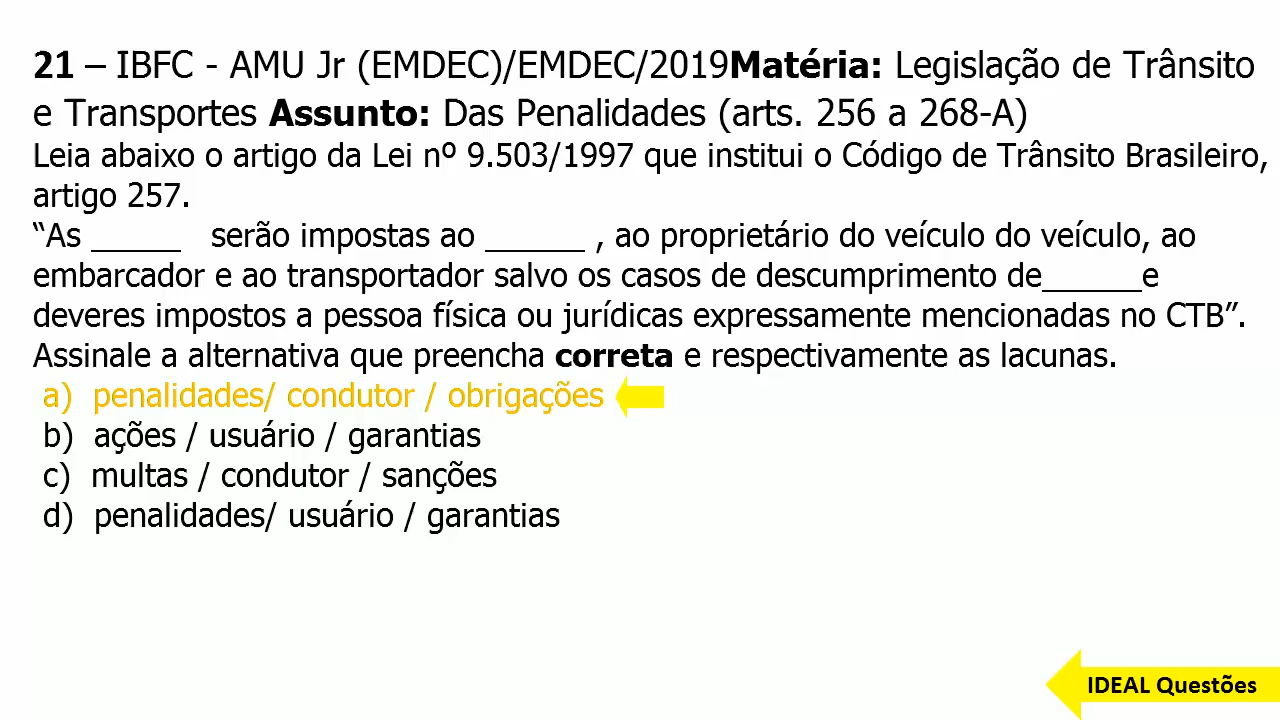 21 – IBFC - AMU Jr (EMDEC)/EMDEC/2019Matéria: Legislação de Trânsito
e Transportes Assunto: Das Penalidades (arts. 256 a 268-A)
Leia abaixo o artigo da Lei nº 9.503/1997 que institui o Código de Trânsito Brasileiro,
artigo 257.
“As _____ serão impostas ao ______ , ao proprietário do veículo do veículo, ao
embarcador e ao transportador salvo os casos de descumprimento de______e
deveres impostos a pessoa física ou jurídicas expressamente mencionadas no CTB”.
Assinale a alternativa que preencha correta e respectivamente as lacunas.
a) penalidades/ condutor / obrigações
b) ações / usuário / garantias
c) multas / condutor / sanções
d) penalidades/ usuário / garantias
IDEAL Questões